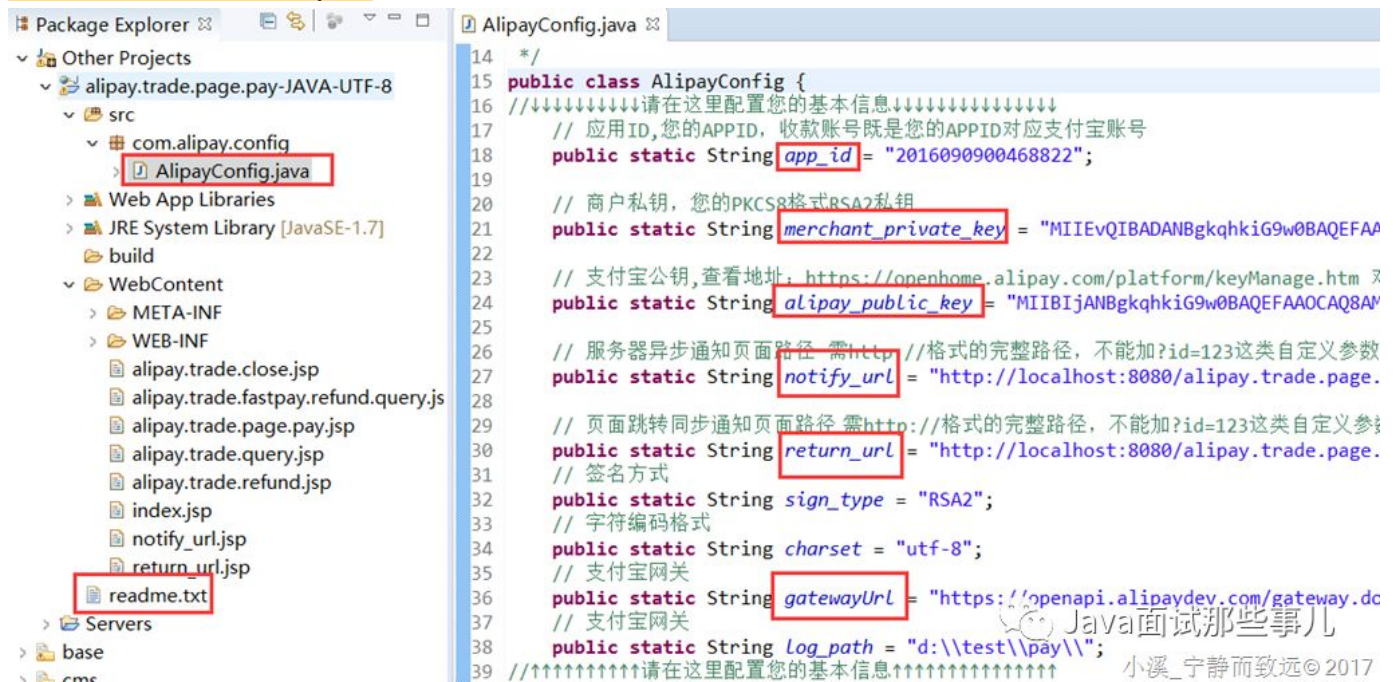 Package Explorer
Other Projects
alipay.trade.page.pay-JAVA-UTF-8
src
com.alipay.config
AlipayConfig.java
Web App Libraries
JRE System Library [JavaSE-1.7]
build
WebContent
META-INF
WEB-INF
alipay.trade.close.jsp
alipay.trade.fastpay.refund.query.js
alipay.trade.page.pay.jsp
alipay.trade.query.jsp
alipay.trade.refund.jsp
index.jsp
notify_url.jsp
return_url.jsp
readme.txt
Servers
base
cms
AlipayConfig.java
14 */
15 public class AlipayConfig {
16 //↓↓↓↓↓↓↓↓↓↓请在这里配置您的基本信息↓↓↓↓↓↓↓↓↓↓↓↓↓↓↓
17 // 应用ID,您的APPID，收款账号既是您的APPID对应支付宝账号
18 public static String app_id = "2016090900468822";
19
20 // 商户私钥，您的PKCS8格式RSA2私钥
21 public static String merchant_private_key = "MIIEvQIBADANBgkqhkiG9w0BAQEFAA
22
23 // 支付宝公钥,查看地址：https://openhome.alipay.com/platform/keyManage.htm 对
24 public static String alipay_public_key = "MIIBIjANBgkqhkiG9w0BAQEFAAOCAQ8AM
25
26 // 服务器异步通知页面路径 需http://格式的完整路径，不能加?id=123这类自定义参数
27 public static String notify_url = "http://localhost:8080/alipay.trade.page.
28
29 // 页面跳转同步通知页面路径 需http://格式的完整路径，不能加?id=123这类自定义参数
30 public static String return_url = "http://localhost:8080/alipay.trade.page.
31 // 签名方式
32 public static String sign_type = "RSA2";
33 // 字符编码格式
34 public static String charset = "utf-8";
35 // 支付宝网关
36 public static String gatewayUrl = "https://openapi.alipaydev.com/gateway.do
37 // 支付宝网关
38 public static String log_path = "d:\\test\\pay\\";
39 //↑↑↑↑↑↑↑↑↑↑请在这里配置您的基本信息↑↑↑↑↑↑↑↑↑↑↑↑↑↑↑
Java面试那些事儿
小溪_宁静而致远©2017